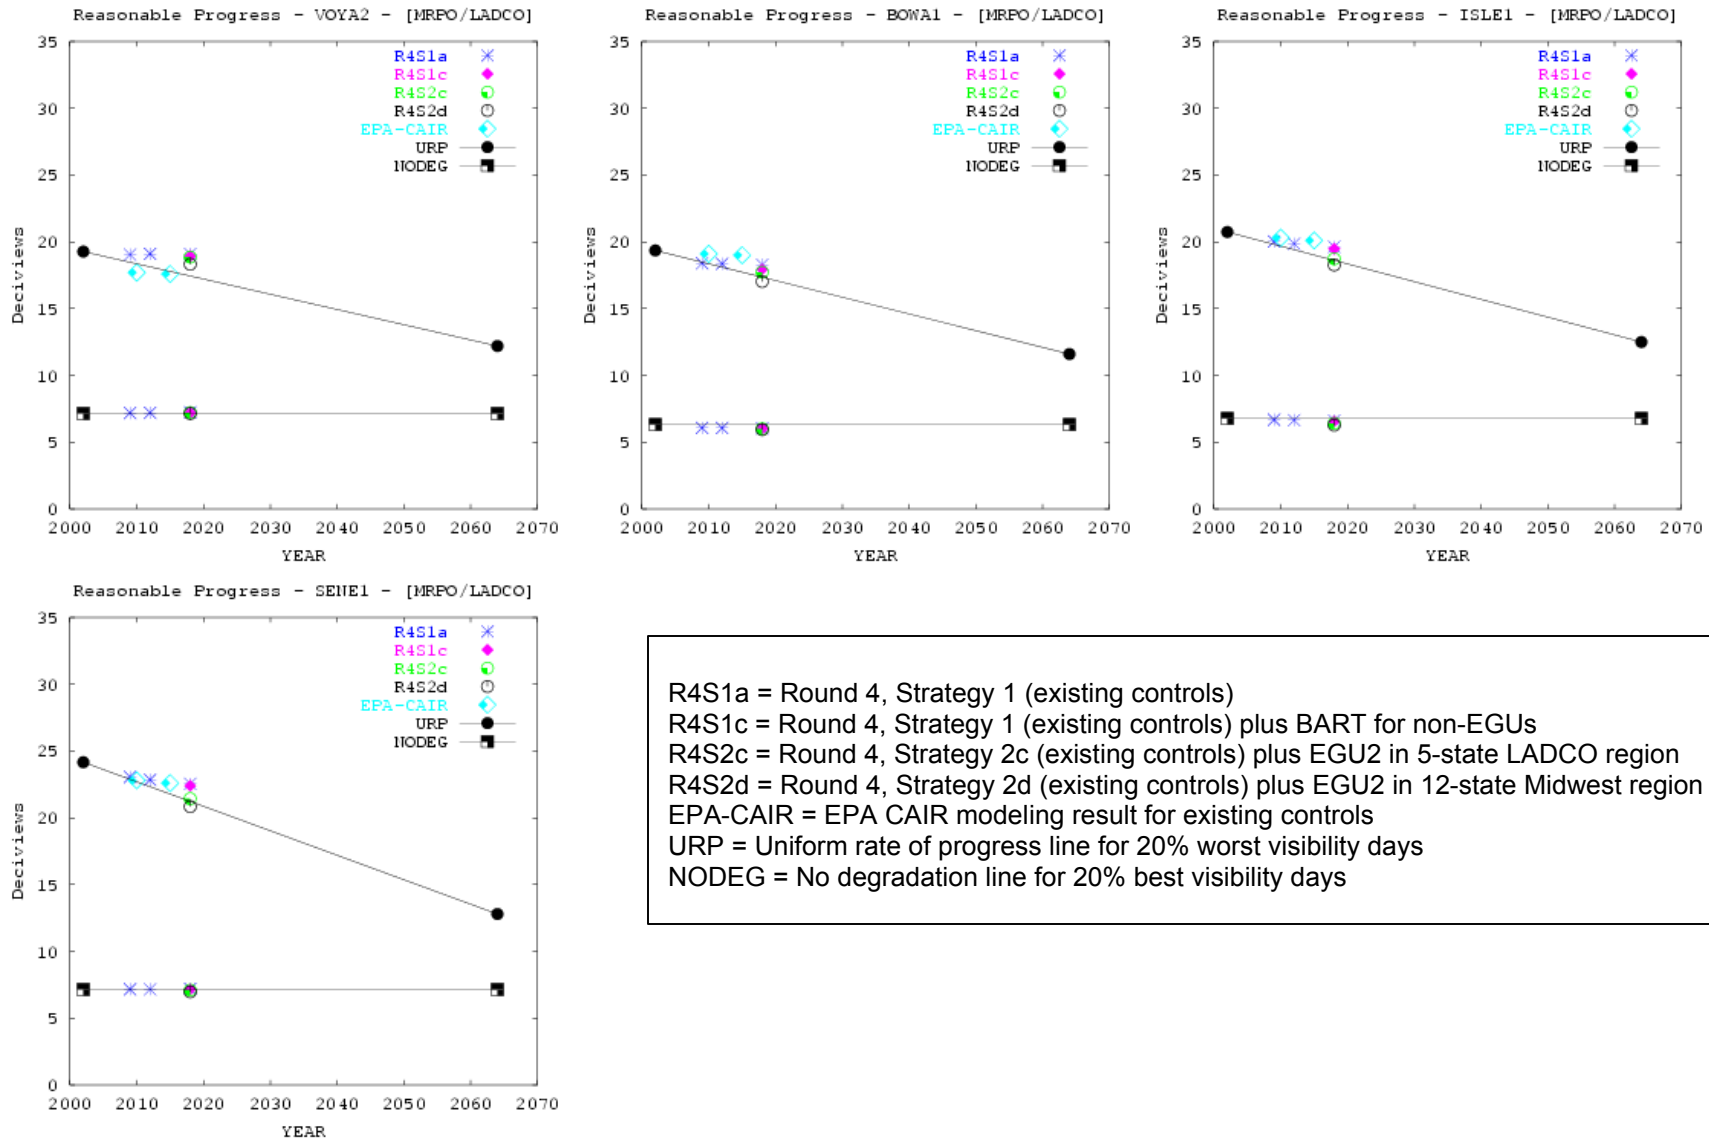 Reasonable Progress - VOYA2 - [MRPO/LADCO]
35
30
25
20
15
10
5
0
Deciviews
R4S1a
R4S1c
R4S2c
R4S2d
EPA-CAIR
URP
NODEG
2000 2010 2020 2030 2040 2050 2060 2070
YEAR
Reasonable Progress - BOWA1 - [MRPO/LADCO]
35
30
25
20
15
10
5
0
Deciviews
R4S1a
R4S1c
R4S2c
R4S2d
EPA-CAIR
URP
NODEG
2000 2010 2020 2030 2040 2050 2060 2070
YEAR
Reasonable Progress - ISLE1 - [MRPO/LADCO]
35
30
25
20
15
10
5
0
Deciviews
R4S1a
R4S1c
R4S2c
R4S2d
EPA-CAIR
URP
NODEG
2000 2010 2020 2030 2040 2050 2060 2070
YEAR
Reasonable Progress - SENE1 - [MRPO/LADCO]
35
30
25
20
15
10
5
0
Deciviews
R4S1a
R4S1c
R4S2c
R4S2d
EPA-CAIR
URP
NODEG
2000 2010 2020 2030 2040 2050 2060 2070
YEAR
R4S1a = Round 4, Strategy 1 (existing controls)
R4S1c = Round 4, Strategy 1 (existing controls) plus BART for non-EGUs
R4S2c = Round 4, Strategy 2c (existing controls) plus EGU2 in 5-state LADCO region
R4S2d = Round 4, Strategy 2d (existing controls) plus EGU2 in 12-state Midwest region
EPA-CAIR = EPA CAIR modeling result for existing controls
URP = Uniform rate of progress line for 20% worst visibility days
NODEG = No degradation line for 20% best visibility days